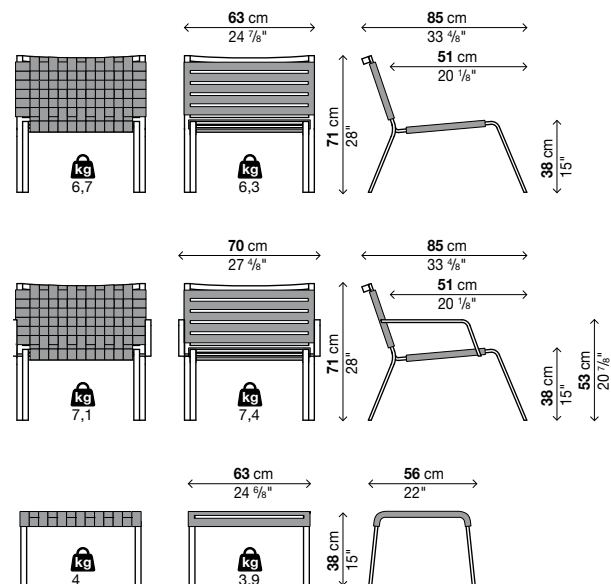 63 cm
24 ⅞"
85 cm
33 ⁴⁄₈"
51 cm
20 ⅛"
71 cm
28"
38 cm
15"
kg
6,7
kg
6,3
70 cm
27 ⁴⁄₈"
85 cm
33 ⁴⁄₈"
51 cm
20 ⅛"
71 cm
28"
38 cm
15"
53 cm
20 ⅞"
kg
7,1
kg
7,4
63 cm
24 ⁶⁄₈"
56 cm
22"
38 cm
15"
kg
4
kg
3,9